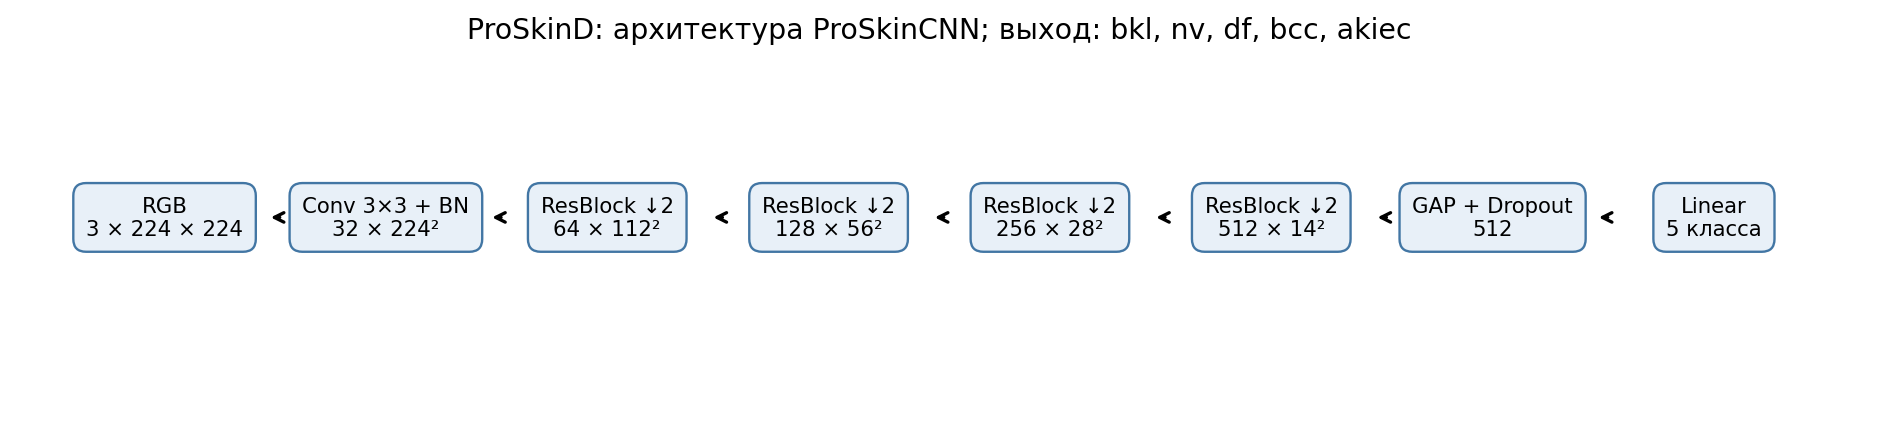 ProSkinD: архитектура ProSkinCNN; выход: bkl, nv, df, bcc, akiec
RGB
3 × 224 × 224
Conv 3×3 + BN
32 × 224²
ResBlock ↓2
64 × 112²
ResBlock ↓2
128 × 56²
ResBlock ↓2
256 × 28²
ResBlock ↓2
512 × 14²
GAP + Dropout
512
Linear
5 класса